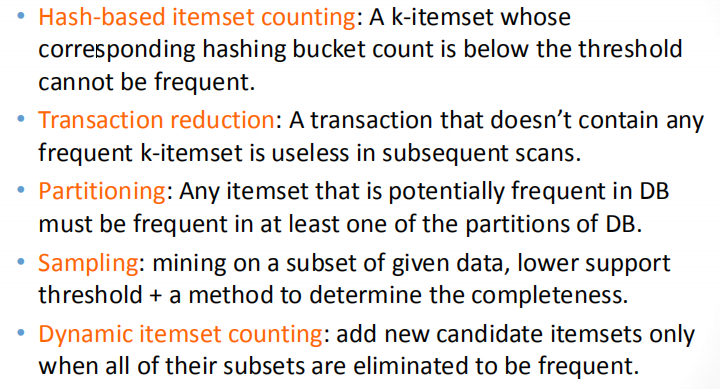 • Hash-based itemset counting: A k-itemset whose
corresponding hashing bucket count is below the threshold
cannot be frequent.
• Transaction reduction: A transaction that doesn’t contain any
frequent k-itemset is useless in subsequent scans.
• Partitioning: Any itemset that is potentially frequent in DB
must be frequent in at least one of the partitions of DB.
• Sampling: mining on a subset of given data, lower support
threshold + a method to determine the completeness.
• Dynamic itemset counting: add new candidate itemsets only
when all of their subsets are eliminated to be frequent.